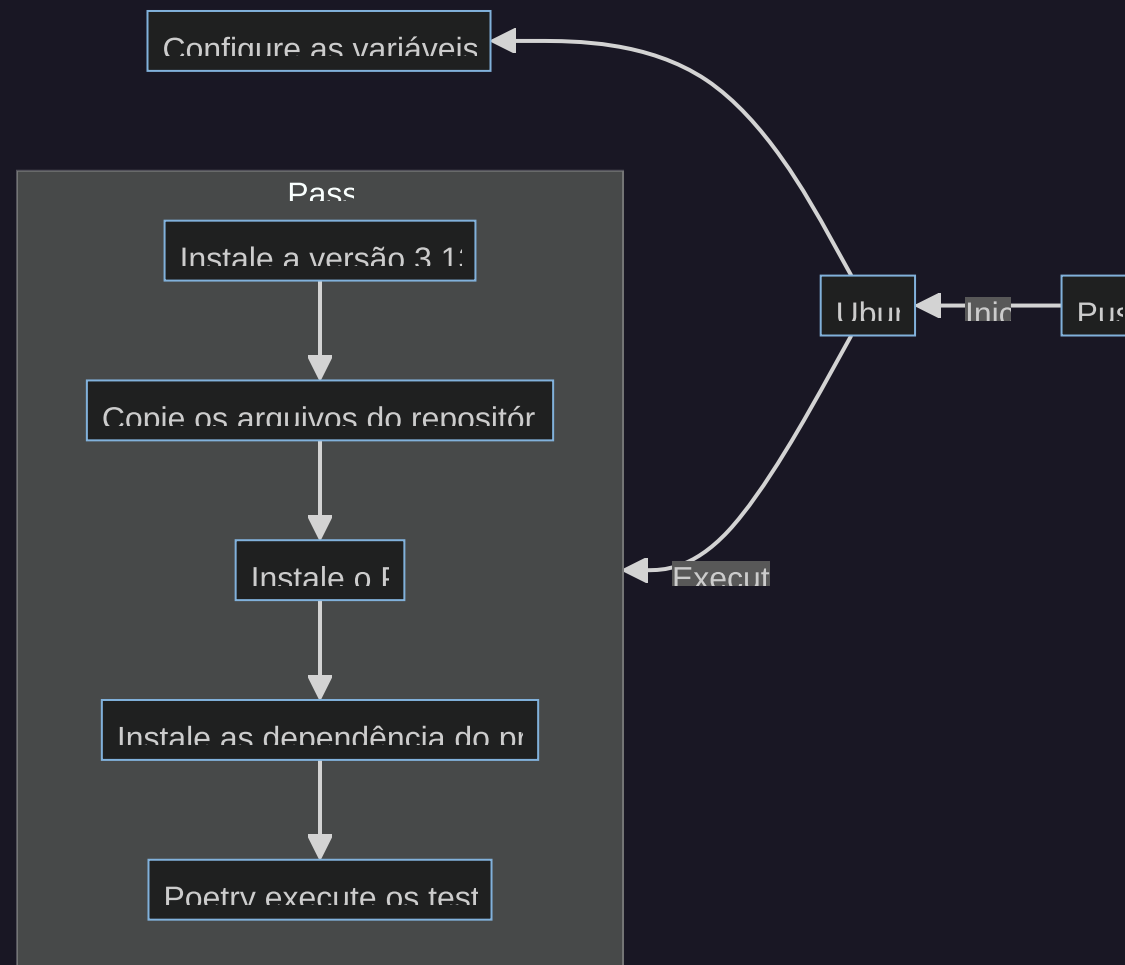 Configure as variáveis
Pass
Instale a versão 3.1
Copie os arquivos do repositór
Instale o
Instale as dependência do pr
Poetry execute os test
Ubun
Inic
Pus
Execut